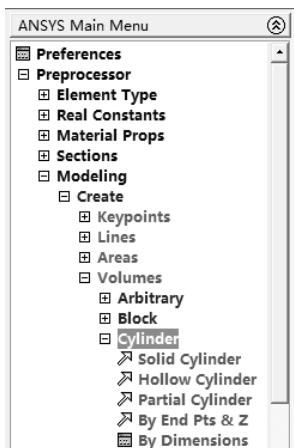 ANSYS Main Menu
Preferences
Preprocessor
Element Type
Real Constants
Material Props
Sections
Modeling
Create
Keypoints
Lines
Areas
Volumes
Arbitrary
Block
Cylinder
Solid Cylinder
Hollow Cylinder
Partial Cylinder
By End Pts & Z
By Dimensions